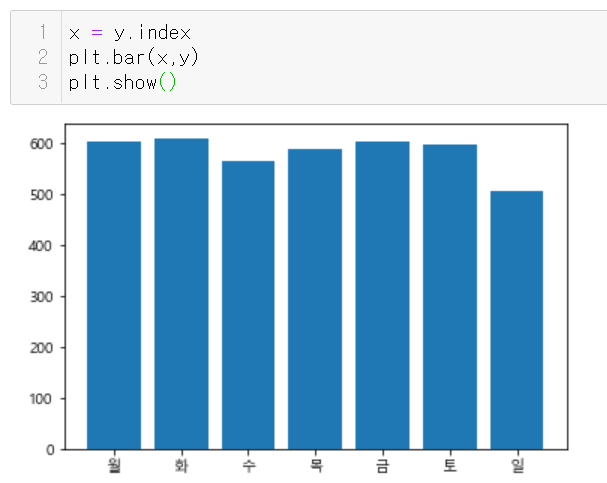 1 x = y.index
2 plt.bar(x,y)
3 plt.show()
600
500
400
300
200
100
0
월 화 수 목 금 토 일